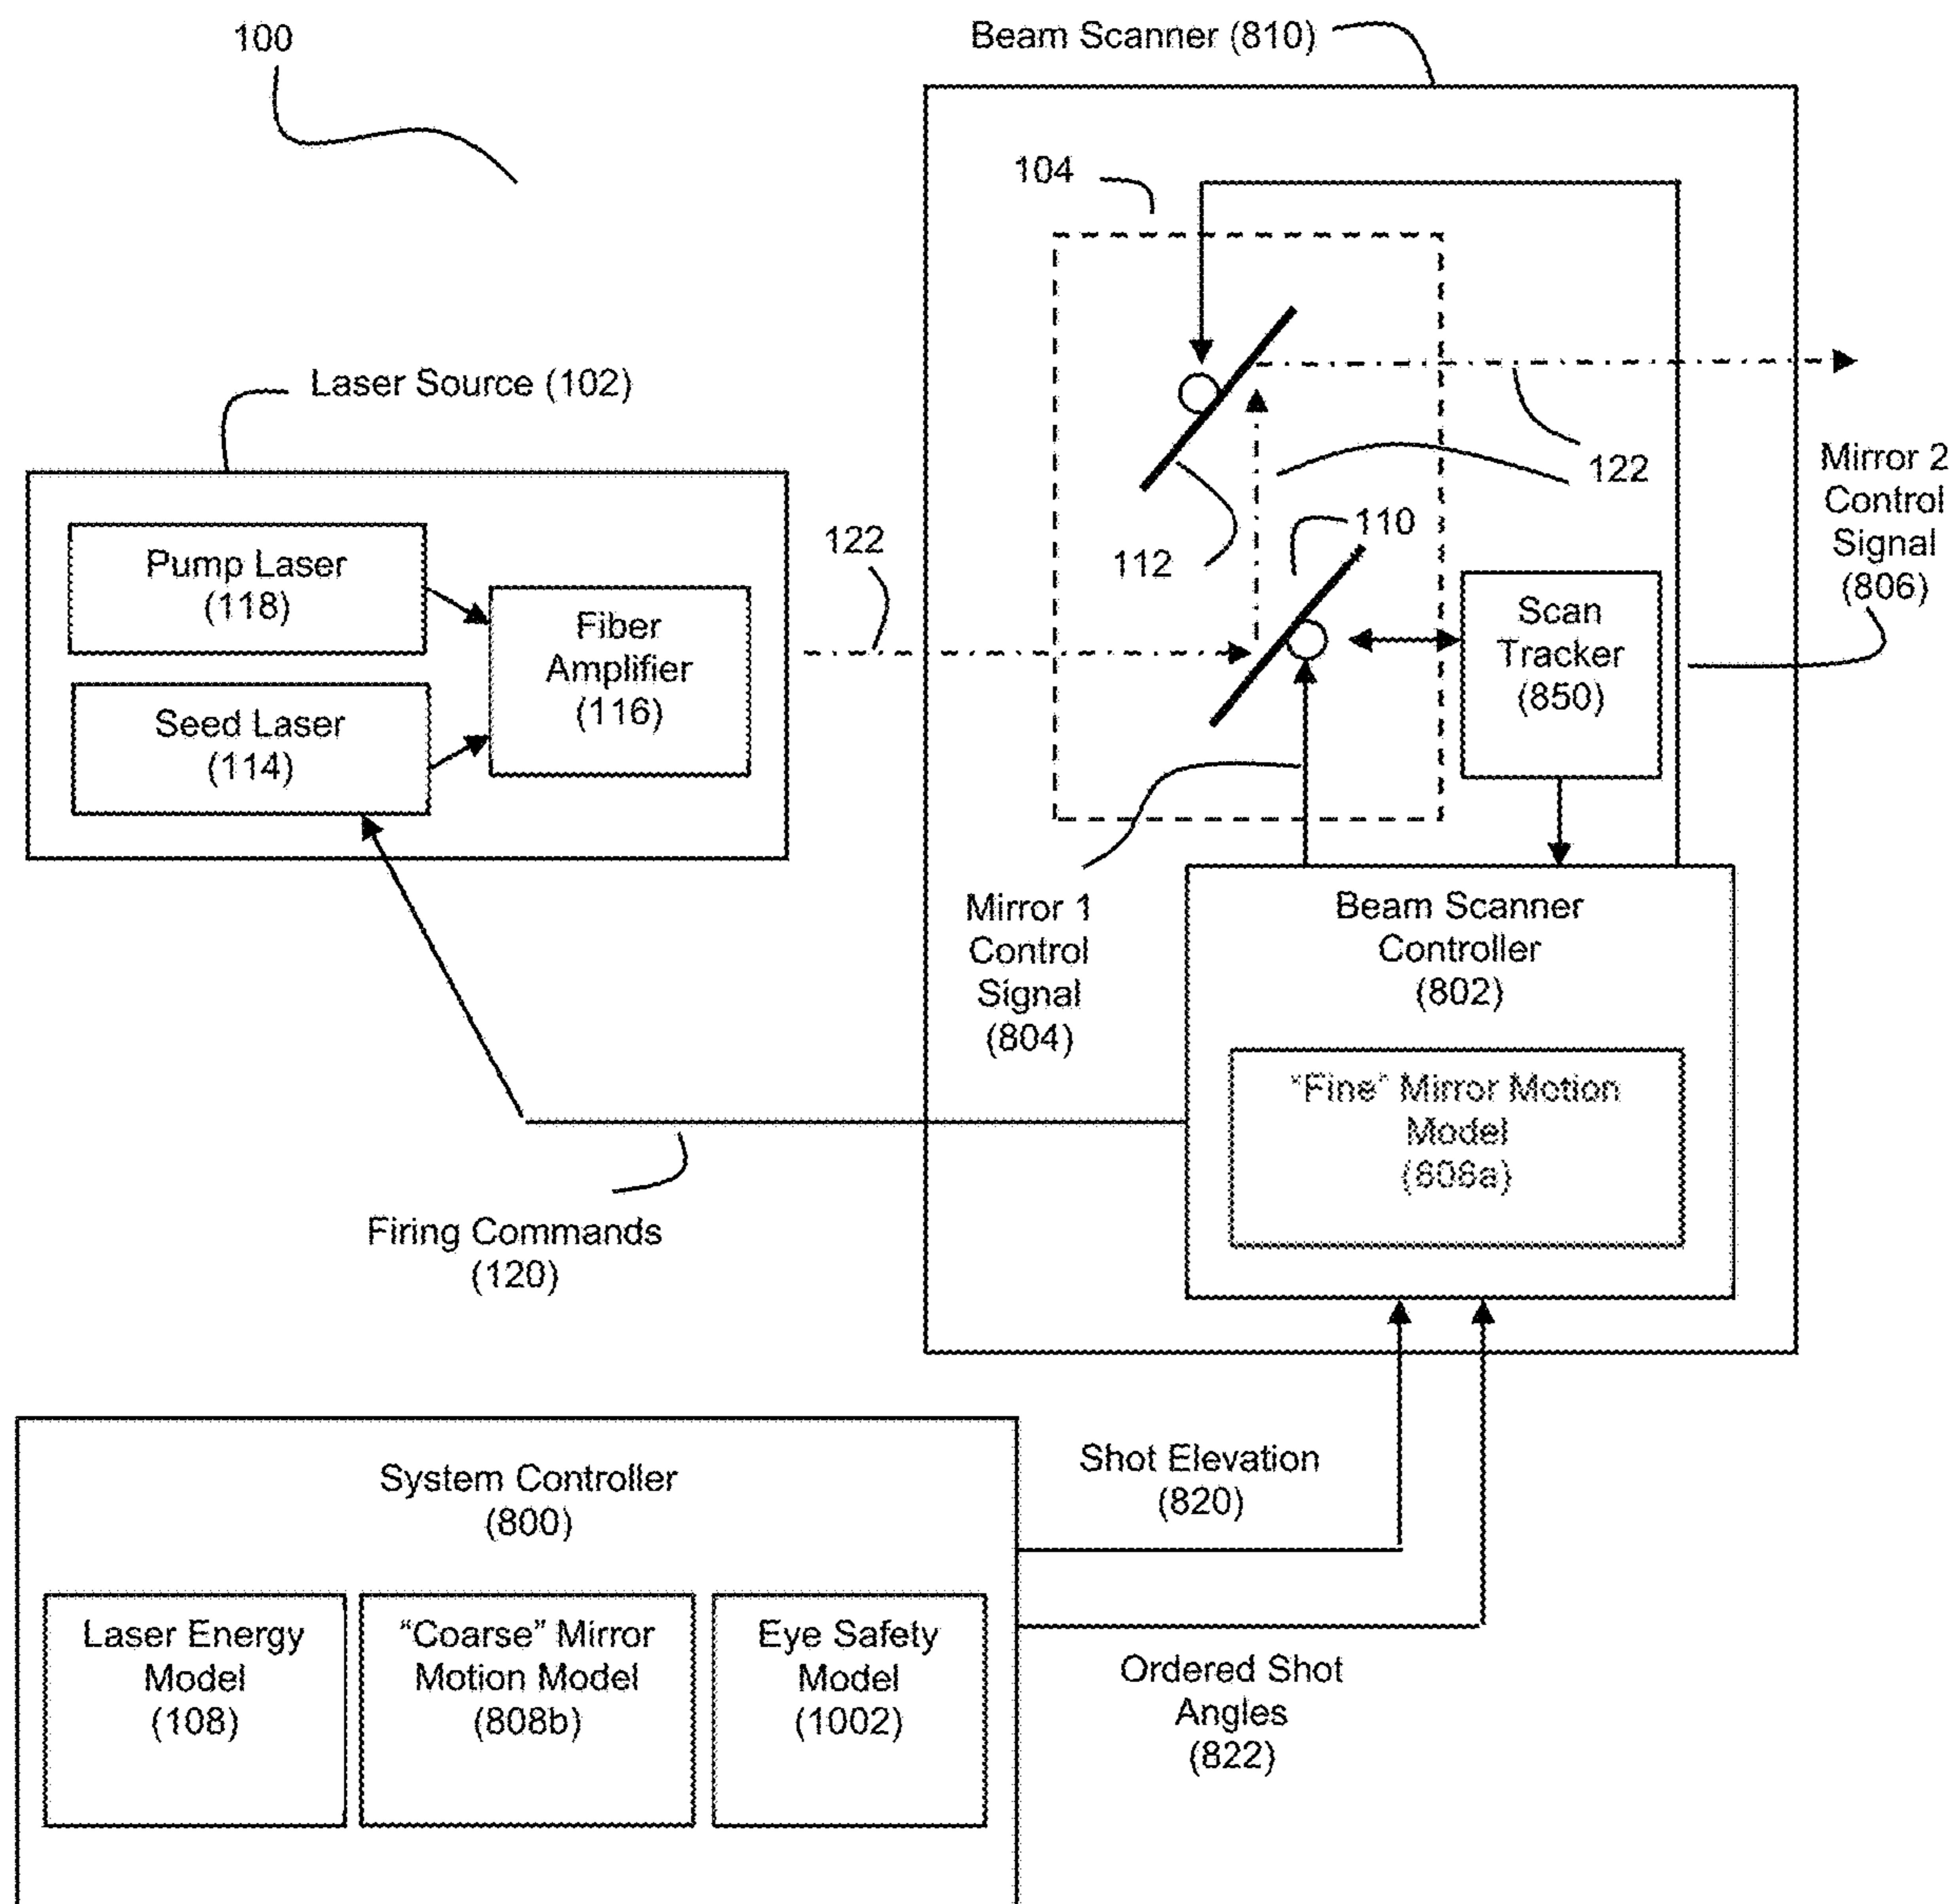 100
Beam Scanner (810)
104
Laser Source (102)
Pump Laser
(118)
Seed Laser
(114)
Fiber
Amplifier
(116)
122
112
110
122
Mirror 2
Control
Signal
(806)
Scan
Tracker
(850)
Mirror 1
Control
Signal
(804)
Beam Scanner
Controller
(802)
"Fine" Mirror Motion
Model
(808a)
Firing Commands
(120)
System Controller
(800)
Laser Energy
Model
(108)
“Coarse” Mirror
Motion Model
(808b)
Eye Safety
Model
(1002)
Shot Elevation
(820)
Ordered Shot
Angles
(822)